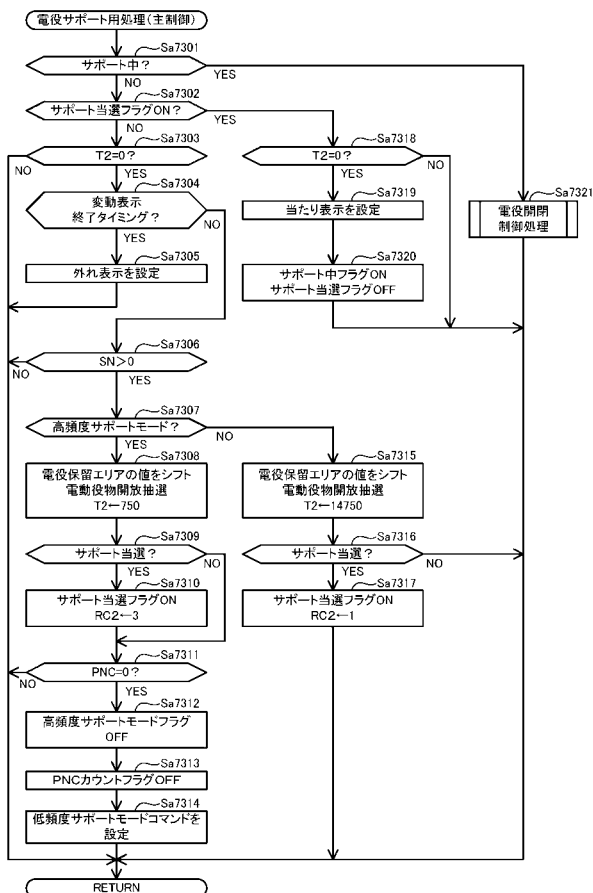 電役サポート用処理(主制御)
Sa7301
サポート中？
YES
NO
Sa7302
サポート当選フラグON？
YES
NO
Sa7303
T2=0？
NO
YES
Sa7304
変動表示
終了タイミング？
NO
YES
Sa7305
外れ表示を設定
Sa7318
T2=0？
NO
YES
Sa7319
当たり表示を設定
Sa7320
サポート中フラグON
サポート当選フラグOFF
Sa7321
電役開閉
制御処理
Sa7306
SN＞0
NO
YES
Sa7307
高頻度サポートモード？
NO
YES
Sa7308
電役保留エリアの値をシフト
電動役物開放抽選
T2←750
Sa7309
サポート当選？
NO
YES
Sa7310
サポート当選フラグON
RC2←3
Sa7315
電役保留エリアの値をシフト
電動役物開放抽選
T2←14750
Sa7316
サポート当選？
NO
YES
Sa7317
サポート当選フラグON
RC2←1
Sa7311
PNC=0？
NO
YES
Sa7312
高頻度サポートモードフラグ
OFF
Sa7313
PNCカウントフラグOFF
Sa7314
低頻度サポートモードコマンドを
設定
RETURN